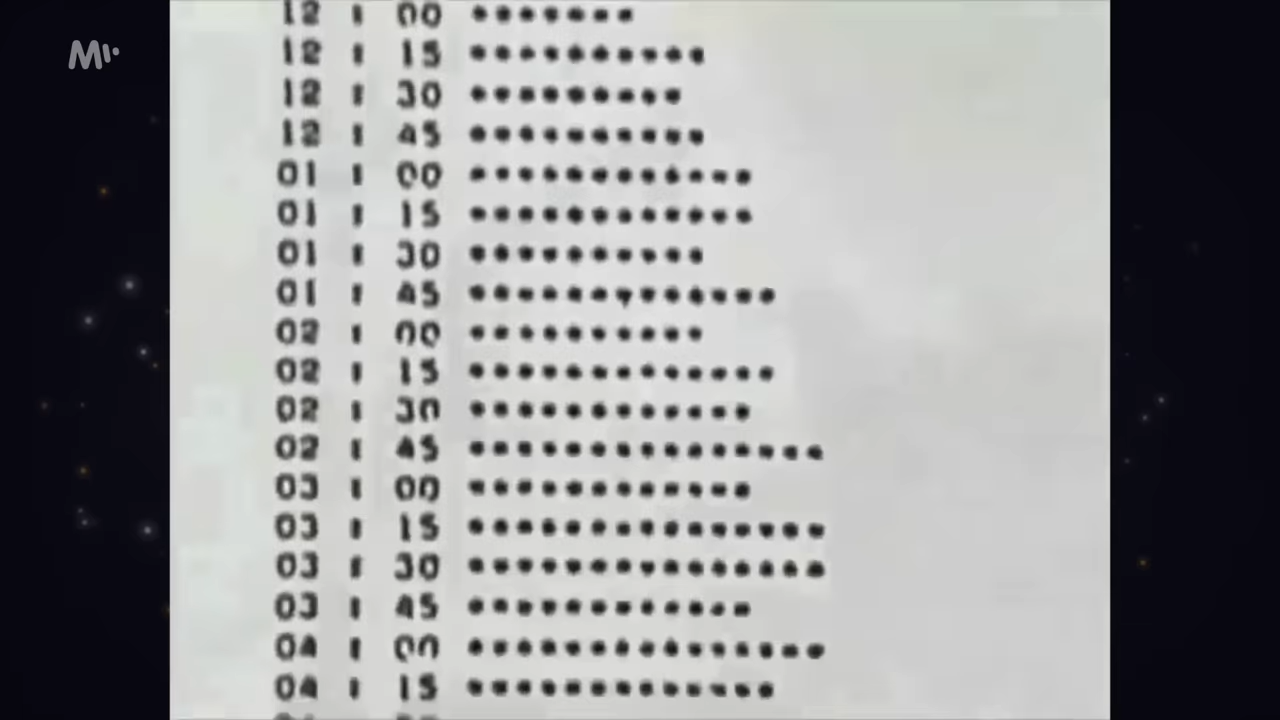 M
12 : 00 •••••••
12 : 15 ••••••••••
12 : 30 •••••••••
12 : 45 ••••••••••
01 : 00 ••••••••••••
01 : 15 ••••••••••••
01 : 30 ••••••••••
01 : 45 •••••••••••••
02 : 00 ••••••••••
02 : 15 •••••••••••••
02 : 30 ••••••••••••
02 : 45 •••••••••••••••
03 : 00 ••••••••••••
03 : 15 •••••••••••••••
03 : 30 •••••••••••••••
03 : 45 ••••••••••••
04 : 00 •••••••••••••••
04 : 15 •••••••••••••